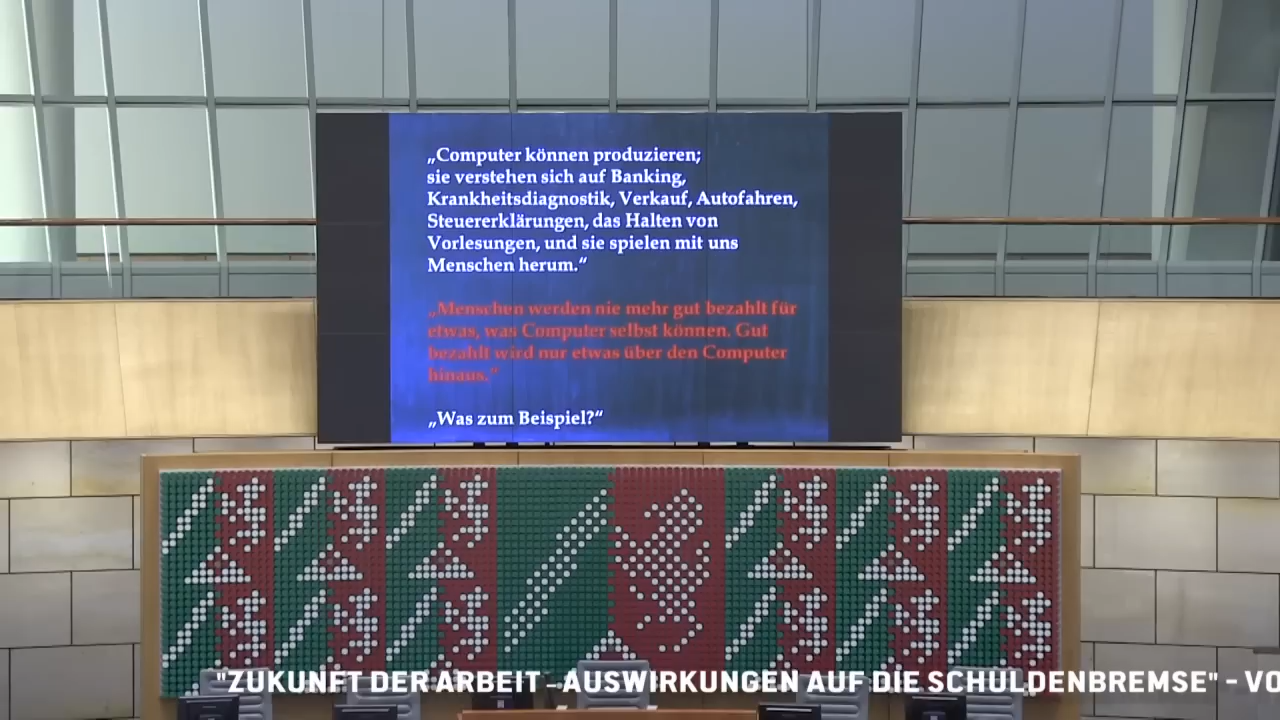 „Computer können produzieren;
sie verstehen sich auf Banking,
Krankheitsdiagnostik, Verkauf, Autofahren,
Steuererklärungen, das Halten von
Vorlesungen, und sie spielen mit uns
Menschen herum.“
„Menschen werden nie mehr gut bezahlt für
etwas, was Computer selbst können. Gut
bezahlt wird nur etwas über den Computer
hinaus.“
„Was zum Beispiel?“
"ZUKUNFT DER ARBEIT - AUSWIRKUNGEN AUF DIE SCHULDENBREMSE" - VO